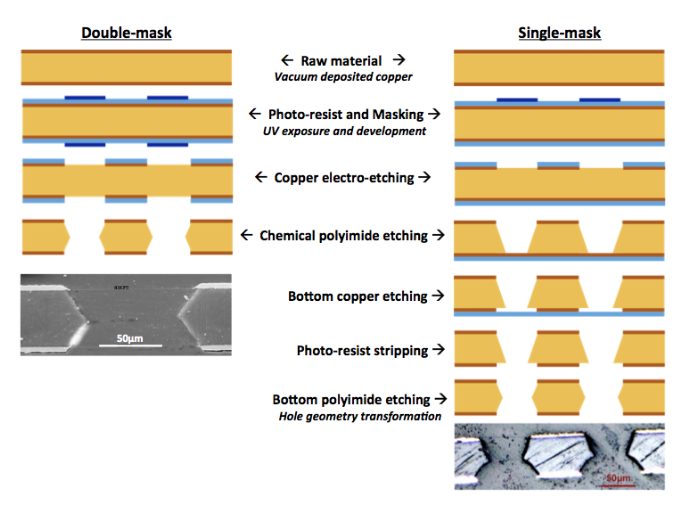 Double-mask
Single-mask
← Raw material →
Vacuum deposited copper
← Photo-resist and Masking →
UV exposure and development
← Copper electro-etching →
← Chemical polyimide etching →
Bottom copper etching →
50µm
Photo-resist stripping →
Bottom polyimide etching →
Hole geometry transformation
50µm